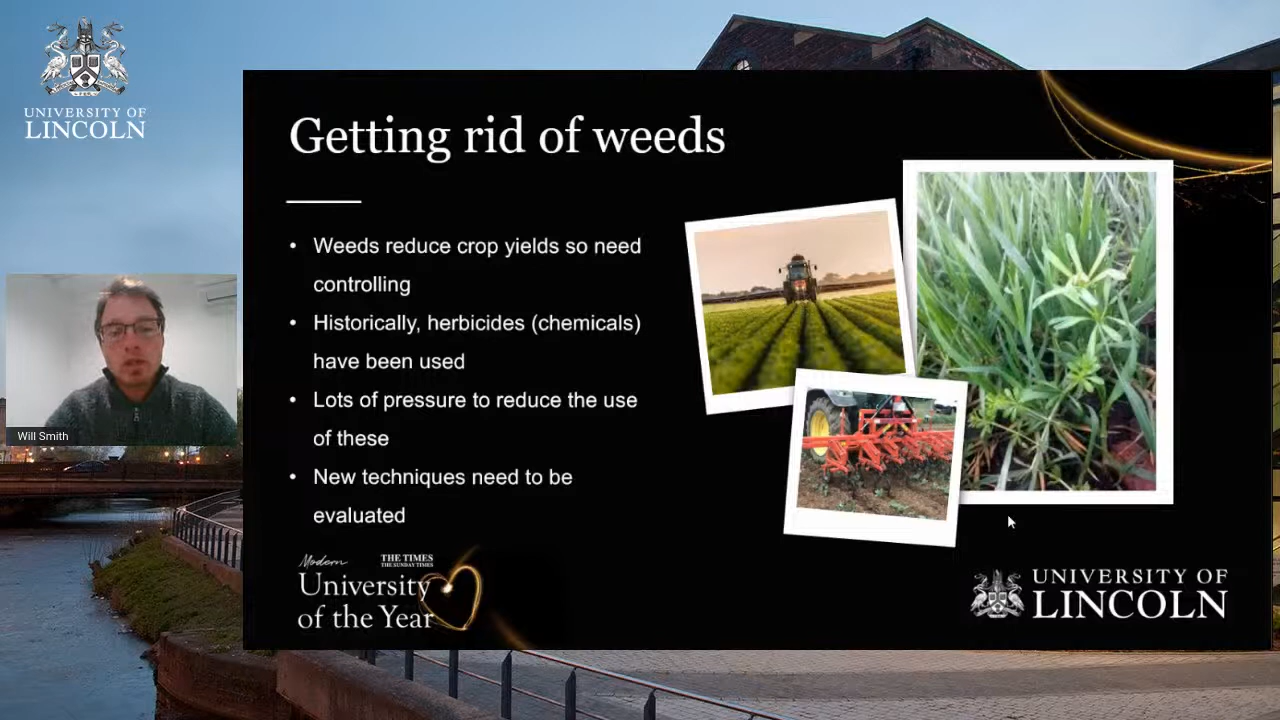 UNIVERSITY OF
LINCOLN
Getting rid of weeds
• Weeds reduce crop yields so need
controlling
• Historically, herbicides (chemicals)
have been used
• Lots of pressure to reduce the use
of these
• New techniques need to be
evaluated
Will Smith
Modern
THE TIMES
THE SUNDAY TIMES
University
of the Year
UNIVERSITY OF
LINCOLN